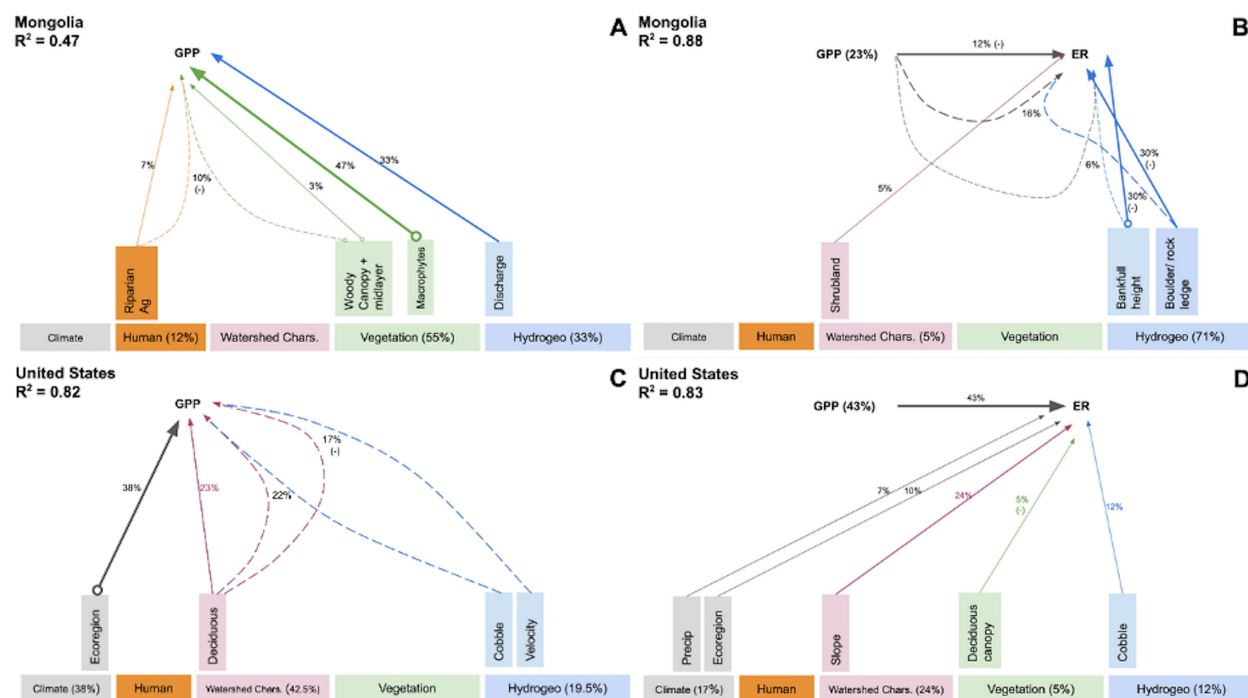 Mongolia
R² = 0.47
A
GPP
7%
10%
(-)
3%
47%
33%
Riparian
Ag
Woody
Canopy +
midlayer
Macrophytes
Discharge
Climate
Human (12%)
Watershed Chars.
Vegetation (55%)
Hydrogeo (33%)
Mongolia
R² = 0.88
B
GPP (23%)
12% (-)
ER
16%
5%
6%
30%
(-)
30%
(-)
Shrubland
Bankfull
height
Boulder/ rock
ledge
Climate
Human
Watershed Chars. (5%)
Vegetation
Hydrogeo (71%)
United States
R² = 0.82
C
GPP
38%
23%
22%
17%
(-)
Ecoregion
Deciduous
Cobble
Velocity
Climate (38%)
Human
Watershed Chars. (42.5%)
Vegetation
Hydrogeo (19.5%)
United States
R² = 0.83
D
GPP (43%)
43%
ER
7%
10%
24%
5%
(-)
12%
Precip
Ecoregion
Slope
Deciduous
canopy
Cobble
Climate (17%)
Human
Watershed Chars. (24%)
Vegetation (5%)
Hydrogeo (12%)